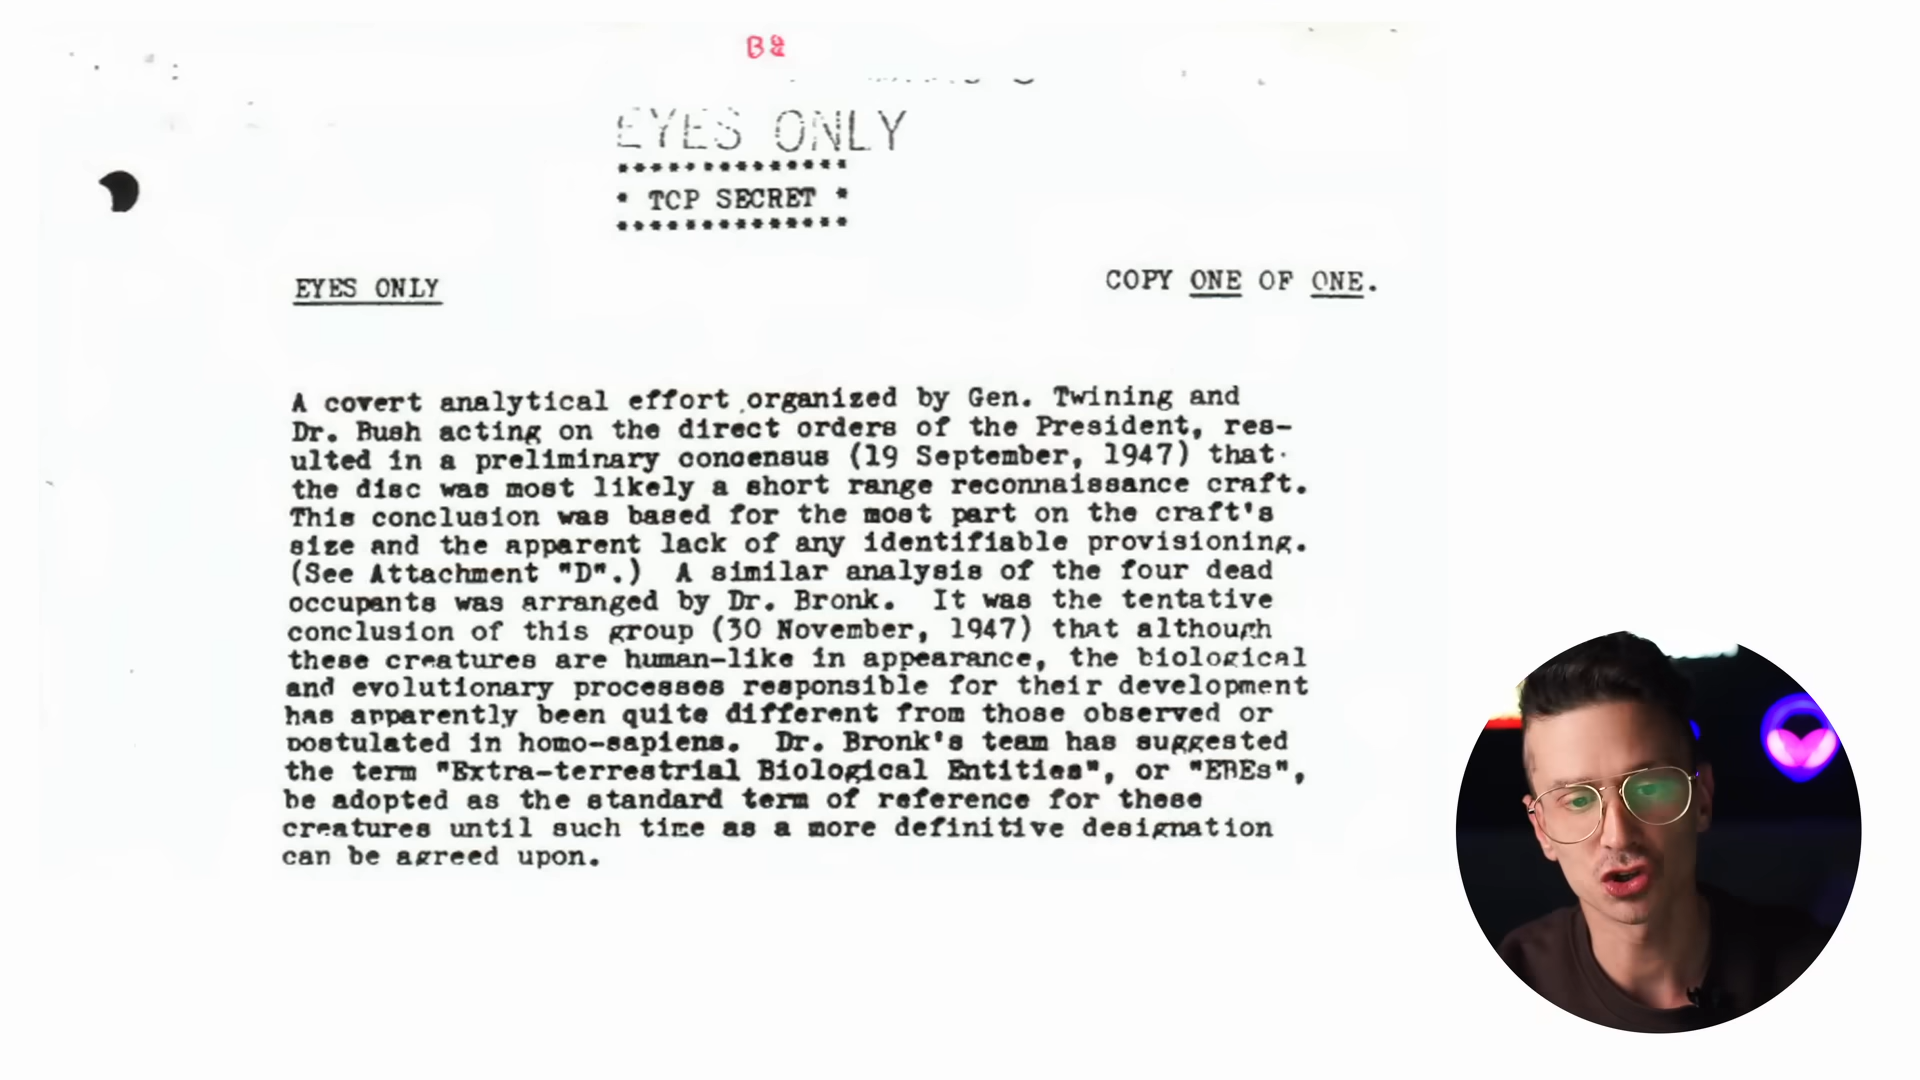 B2
EYES ONLY
**************
* TCP SECRET *
**************
EYES ONLY
COPY ONE OF ONE.
A covert analytical effort organized by Gen. Twining and
Dr. Bush acting on the direct orders of the President, res-
ulted in a preliminary concensus (19 September, 1947) that
the disc was most likely a short range reconnaissance craft.
This conclusion was based for the most part on the craft's
size and the apparent lack of any identifiable provisioning.
(See Attachment "D".) A similar analysis of the four dead
occupants was arranged by Dr. Bronk. It was the tentative
conclusion of this group (30 November, 1947) that although
these creatures are human-like in appearance, the biological
and evolutionary processes responsible for their development
has apparently been quite different from those observed or
postulated in homo-sapiens. Dr. Bronk's team has suggested
the term "Extra-terrestrial Biological Entities", or "EBEs",
be adopted as the standard term of reference for these
creatures until such time as a more definitive designation
can be agreed upon.